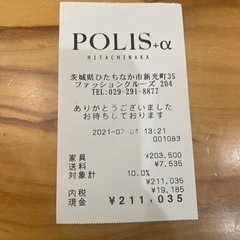 POLIS+α
HITACHINAKA
茨城県ひたちなか市新光町35
ファッションクルーズ 204
TEL:029-291-8877
ありがとうございました
お待ちしております
2021-07-01 13:21
001083
家具 ¥203,500
送料 ¥7,535
対象計 10.0%
¥211,035
内税 ¥19,185
現金 ¥211,035